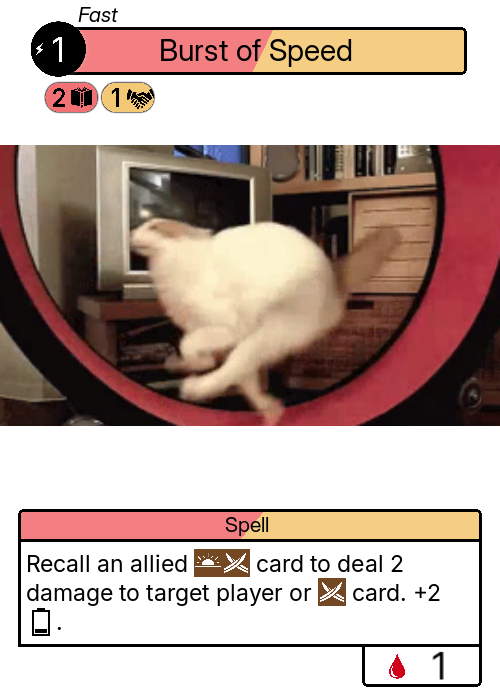 Fast
1 Burst of Speed
2 1
Spell
Recall an allied card to deal 2
damage to target player or card. +2
.
1